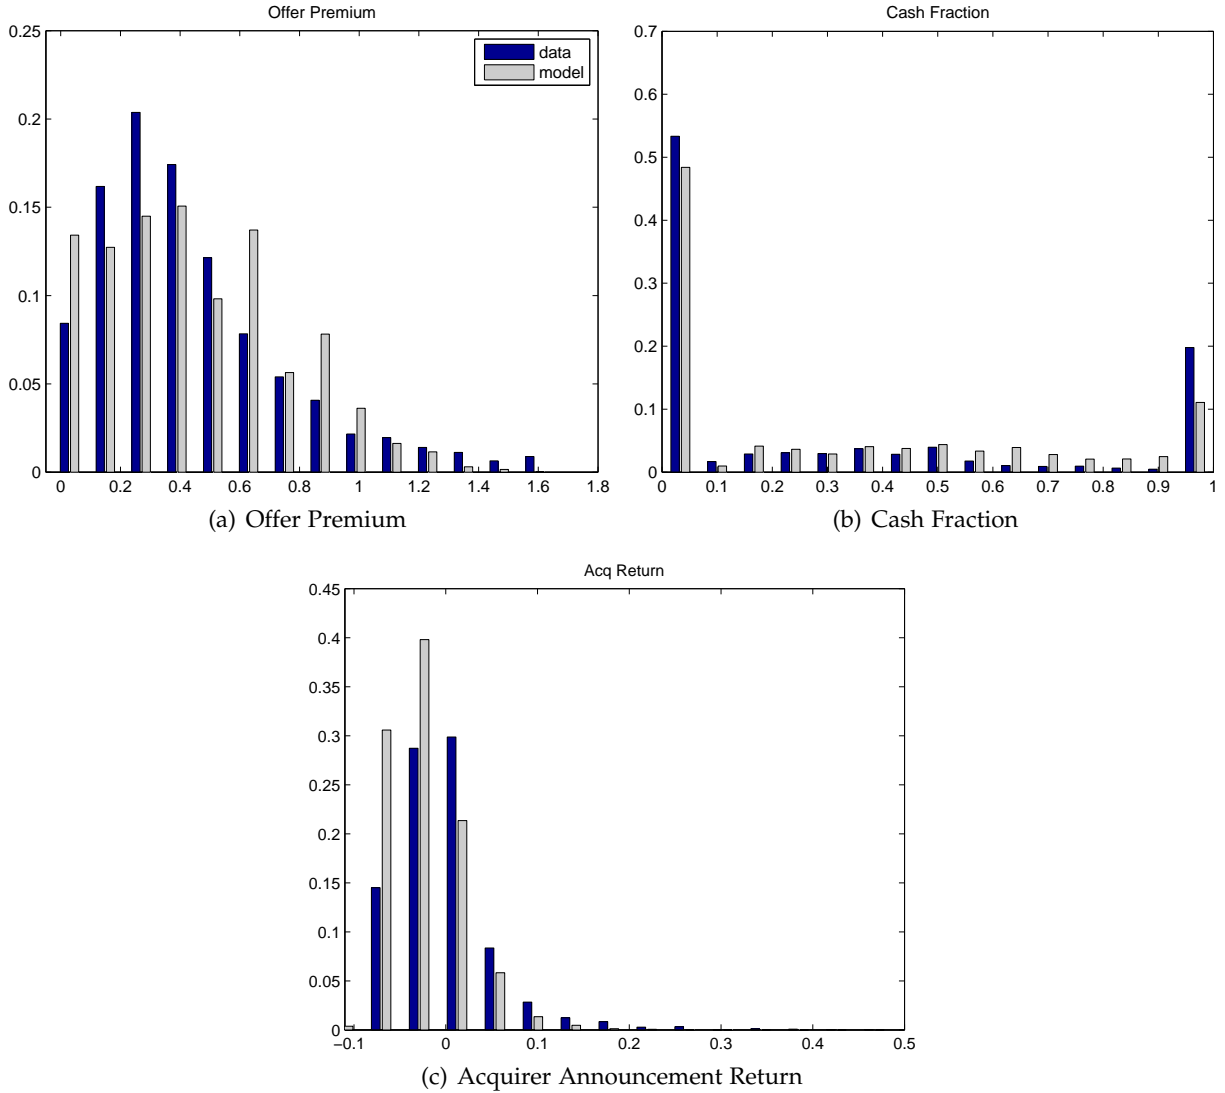 Offer Premium
0.25
0.2
0.15
0.1
0.05
0
0 0.2 0.4 0.6 0.8 1 1.2 1.4 1.6 1.8
data
model
(a) Offer Premium
Cash Fraction
0.7
0.6
0.5
0.4
0.3
0.2
0.1
0
0 0.1 0.2 0.3 0.4 0.5 0.6 0.7 0.8 0.9 1
(b) Cash Fraction
Acq Return
0.45
0.4
0.35
0.3
0.25
0.2
0.15
0.1
0.05
0
−0.1 0 0.1 0.2 0.3 0.4 0.5
(c) Acquirer Announcement Return